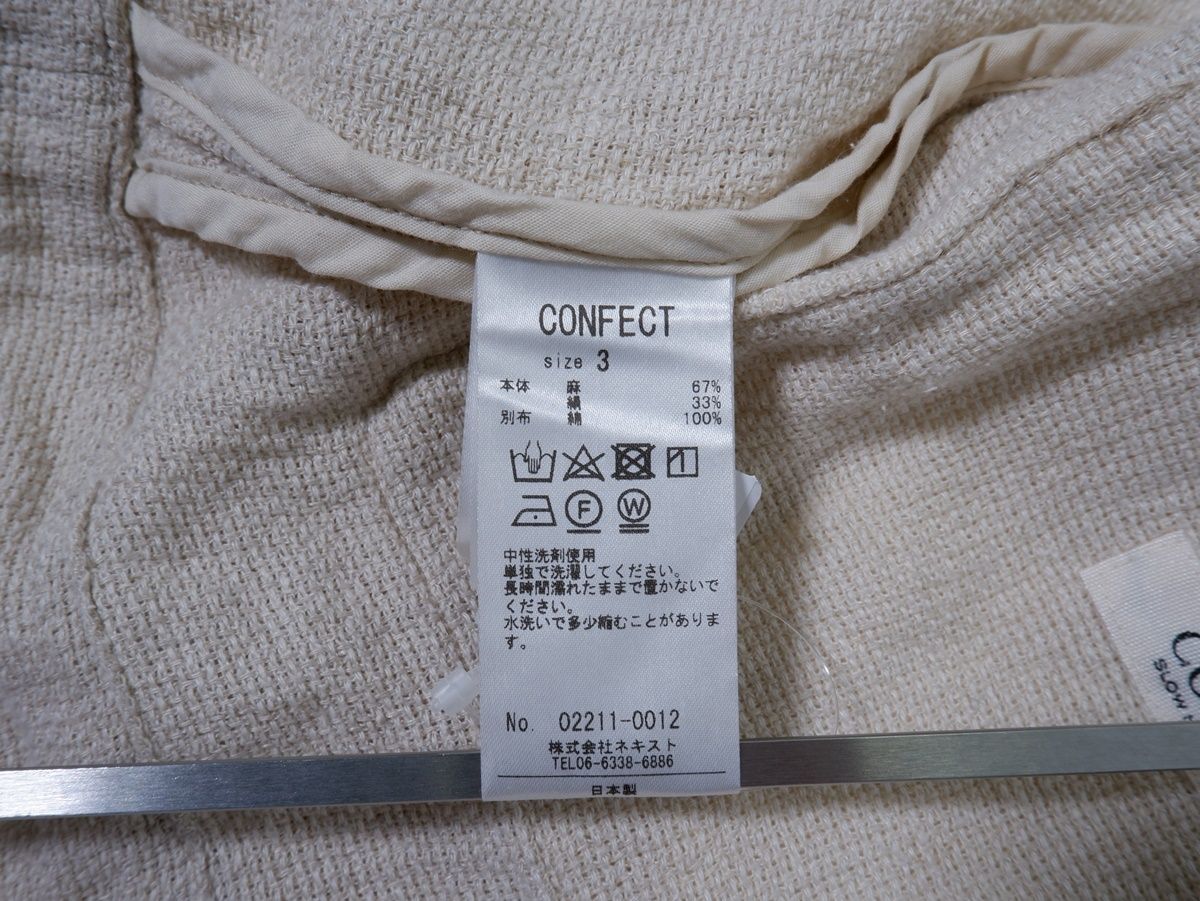 CONFECT
size 3
本体 麻 67%
絹 33%
別布 綿 100%
F W
中性洗剤使用
単独で洗濯してください。
長時間濡れたままで置かないで
ください。
水洗いで多少縮むことがありま
す。
No. 02211-0012
株式会社ネキスト
TEL06-6338-6886
日本製
SLOW